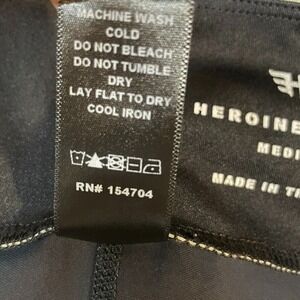 MACHINE WASH
COLD
DO NOT BLEACH
DO NOT TUMBLE
DRY
LAY FLAT TO DRY
COOL IRON
RN# 154704
HEROINE
MEDI
MADE IN